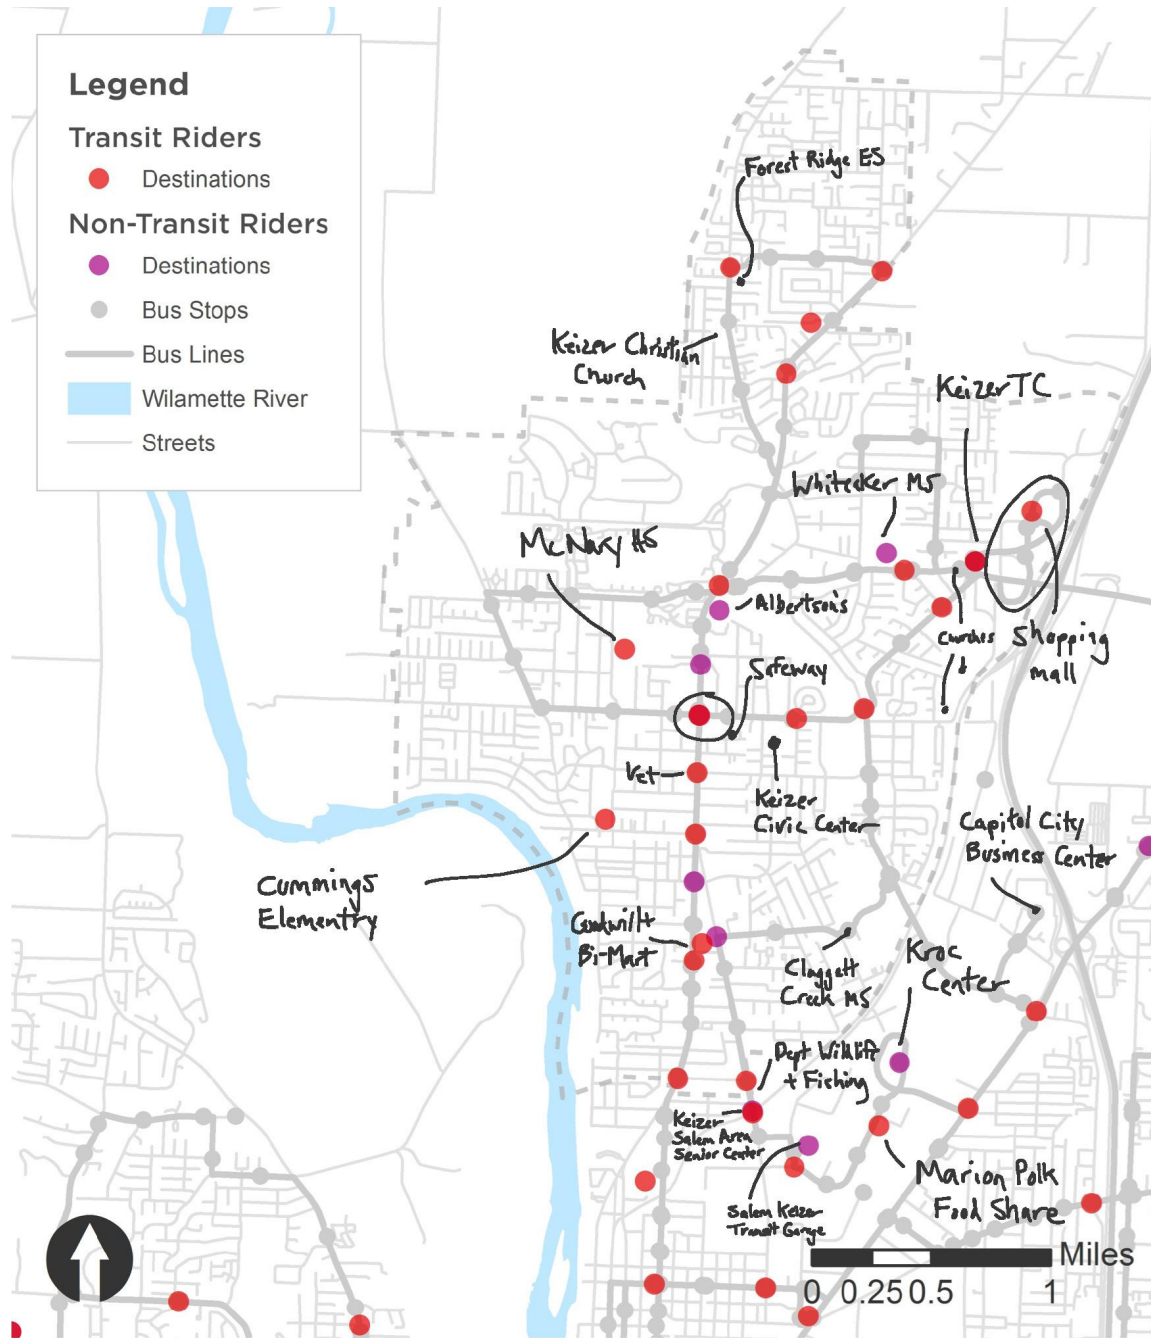 Legend
Transit Riders
Destinations
Non-Transit Riders
Destinations
Bus Stops
Bus Lines
Wilamette River
Streets
Forest Ridge ES
Keizer Christian
Church
Keizer TC
Whiteaker MS
McNary HS
Albertson's
Churches
Shopping
mall
Safeway
Vet
Keizer
Civic Center
Capitol City
Business Center
Cummings
Elementry
Goodwill +
Bi-Mart
Claggett
Creek MS
Kroc
Center
Dept Wildlife
+ Fishing
Keizer
Salem Area
Senior Center
Salem Keizer
Transit Garage
Marion Polk
Food Share
Miles
0 0.25 0.5 1